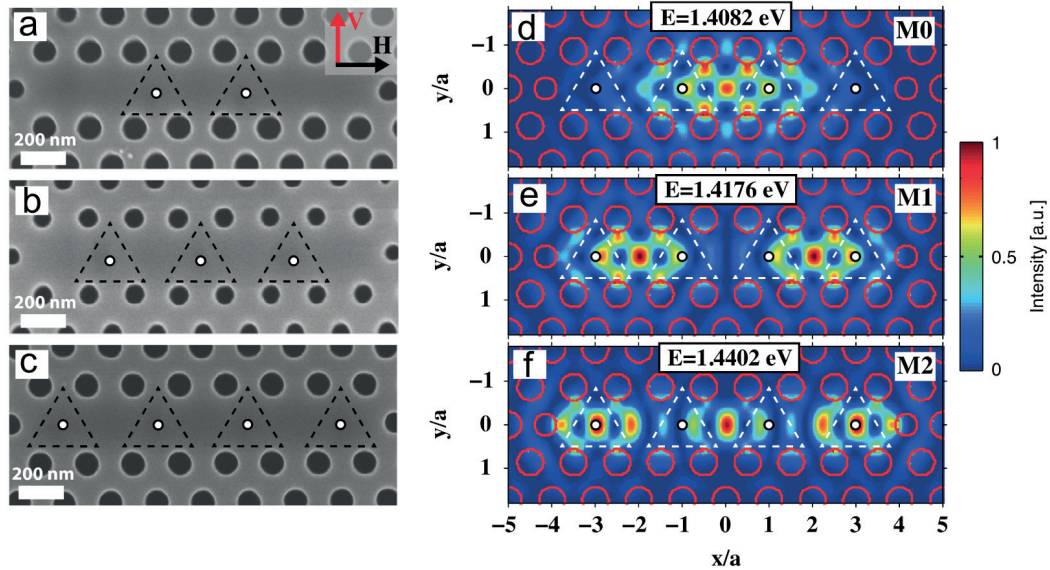 a
V
H
200 nm
b
200 nm
c
200 nm
d
E=1.4082 eV
M0
−1
0
1
y/a
e
E=1.4176 eV
M1
−1
0
1
y/a
f
E=1.4402 eV
M2
−1
0
1
y/a
−5 −4 −3 −2 −1 0 1 2 3 4 5
x/a
1
0.5
0
Intensity [a.u.]